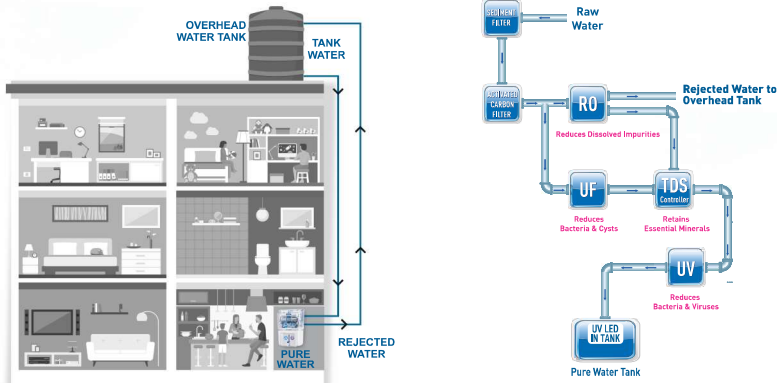 OVERHEAD
WATER TANK
TANK
WATER
PURE
WATER
REJECTED
WATER
SEDIMENT
FILTER
Raw
Water
ACTIVATED
CARBON
FILTER
RO
Rejected Water to
Overhead Tank
Reduces Dissolved Impurities
UF
TDS
Controller
Reduces
Bacteria & Cysts
Retains
Essential Minerals
UV
Reduces
Bacteria & Viruses
UV LED
IN TANK
Pure Water Tank